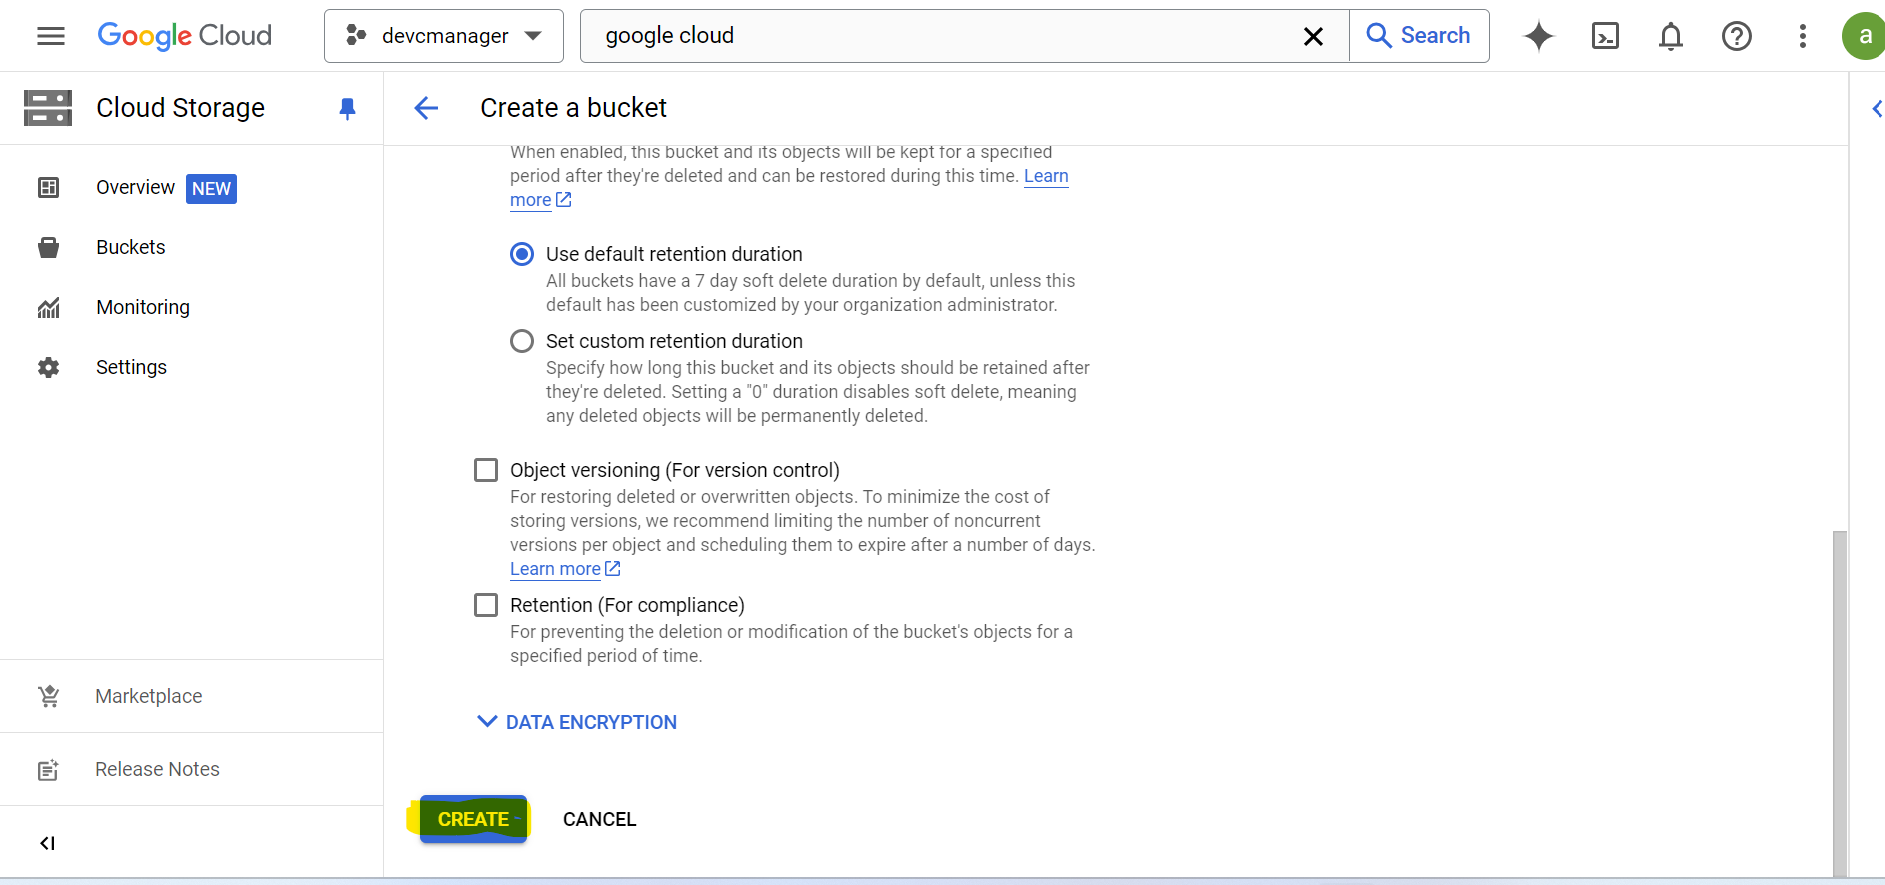 Google Cloud
devcmanager
google cloud
Search
a
Cloud Storage
Create a bucket
Overview NEW
Buckets
Monitoring
Settings
Marketplace
Release Notes
When enabled, this bucket and its objects will be kept for a specified
period after they're deleted and can be restored during this time. Learn
more
Use default retention duration
All buckets have a 7 day soft delete duration by default, unless this
default has been customized by your organization administrator.
Set custom retention duration
Specify how long this bucket and its objects should be retained after
they're deleted. Setting a "0" duration disables soft delete, meaning
any deleted objects will be permanently deleted.
Object versioning (For version control)
For restoring deleted or overwritten objects. To minimize the cost of
storing versions, we recommend limiting the number of noncurrent
versions per object and scheduling them to expire after a number of days.
Learn more
Retention (For compliance)
For preventing the deletion or modification of the bucket's objects for a
specified period of time.
DATA ENCRYPTION
CREATE
CANCEL